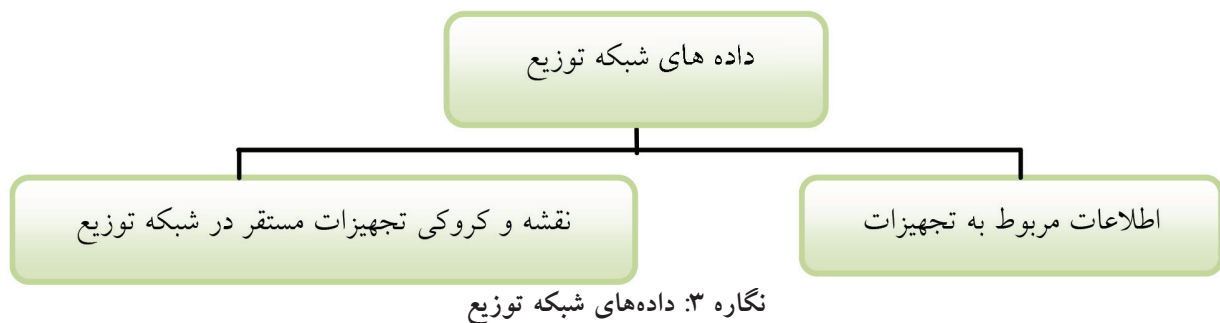 داده های شبکه توزیع
اطلاعات مربوط به تجهیزات
نقشه و کروکی تجهیزات مستقر در شبکه توزیع
نگاره ۳: داده‌های شبکه توزیع